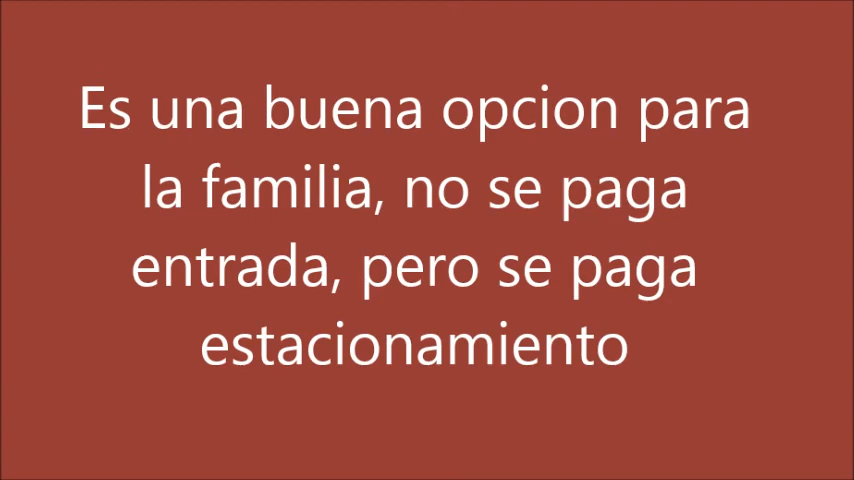 Es una buena opcion para
la familia, no se paga
entrada, pero se paga
estacionamiento